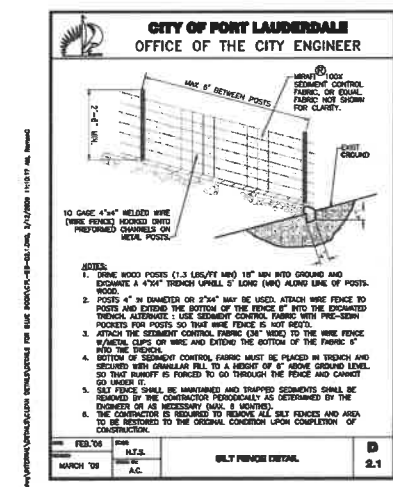 CITY OF FORT LAUDERDALE
OFFICE OF THE CITY ENGINEER
MIRAFI® 100X
SEDIMENT CONTROL
FABRIC, OR EQUAL
FABRIC NOT SHOWN
FOR CLARITY.
MAX 6' BETWEEN POSTS
2'-6" MIN.
EXIST
GROUND
10 GAGE 4"x4" WELDED WIRE
(WIRE FENCE) HOOKED ONTO
PREFORMED CHANNELS ON
METAL POSTS.
NOTES:
1. DRIVE WOOD POSTS (1.3 LBS/FT MIN) 18" MIN INTO GROUND AND
EXCAVATE A 4"X4" TRENCH UPHILL 5' LONG (MIN) ALONG LINE OF POSTS.
WOOD.
2. POSTS 4" IN DIAMETER OR 2"X4" MAY BE USED. ATTACH WIRE FENCE TO
POSTS AND EXTEND THE BOTTOM OF THE FENCE 8" INTO THE EXCAVATED
TRENCH. ALTERNATE : USE SEDIMENT CONTROL FABRIC WITH PRE-SEWN
POCKETS FOR POSTS SO THAT WIRE FENCE IS NOT REQ'D.
3. ATTACH THE SEDIMENT CONTROL FABRIC (36" WIDE) TO THE WIRE FENCE
W/METAL CLIPS OR WIRE AND EXTEND THE BOTTOM OF THE FABRIC 8"
INTO THE TRENCH.
4. BOTTOM OF SEDIMENT CONTROL FABRIC MUST BE PLACED IN TRENCH AND
SECURED WITH GRANULAR FILL TO A HEIGHT OF 6" ABOVE GROUND LEVEL.
SO THAT RUNOFF IS FORCED TO GO THROUGH THE FENCE AND CANNOT
GO UNDER IT.
5. SILT FENCE SHALL BE MAINTAINED AND TRAPPED SEDIMENTS SHALL BE
REMOVED BY THE CONTRACTOR PERIODICALLY AS DETERMINED BY THE
ENGINEER OR AS NECESSARY (MAX. 6 MONTHS).
6. THE CONTRACTOR IS REQUIRED TO REMOVE ALL SILT FENCES AND AREA
TO BE RESTORED TO THE ORIGINAL CONDITION UPON COMPLETION OF
CONSTRUCTION.
FEB.'06
N.T.S.
MARCH '09
A.C.
SILT FENCE DETAIL
D
2.1